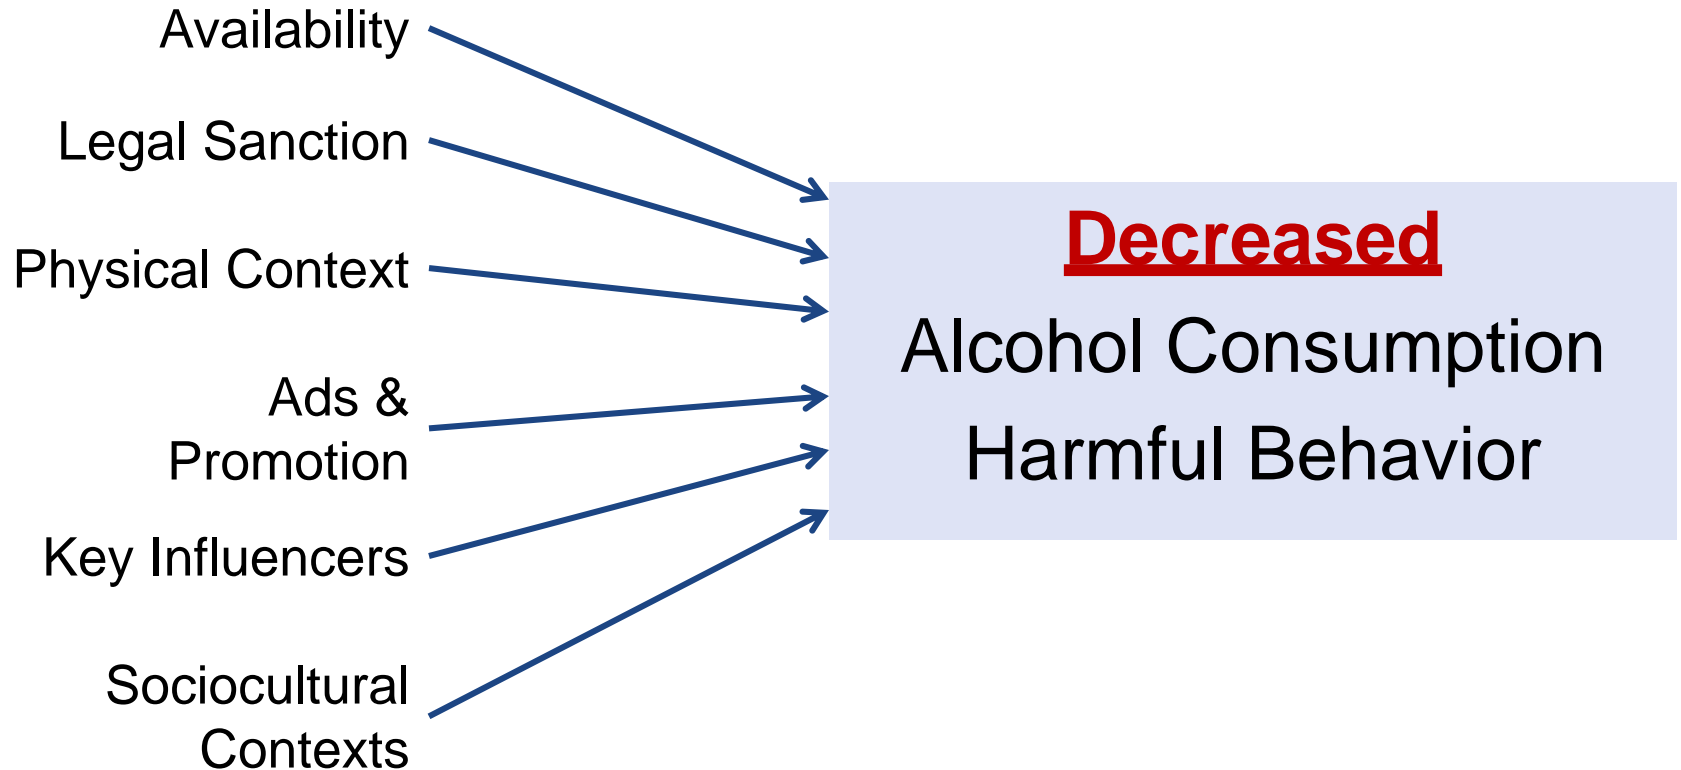 Availability
Legal Sanction
Physical Context
Ads &
Promotion
Key Influencers
Sociocultural
Contexts
Decreased
Alcohol Consumption
Harmful Behavior